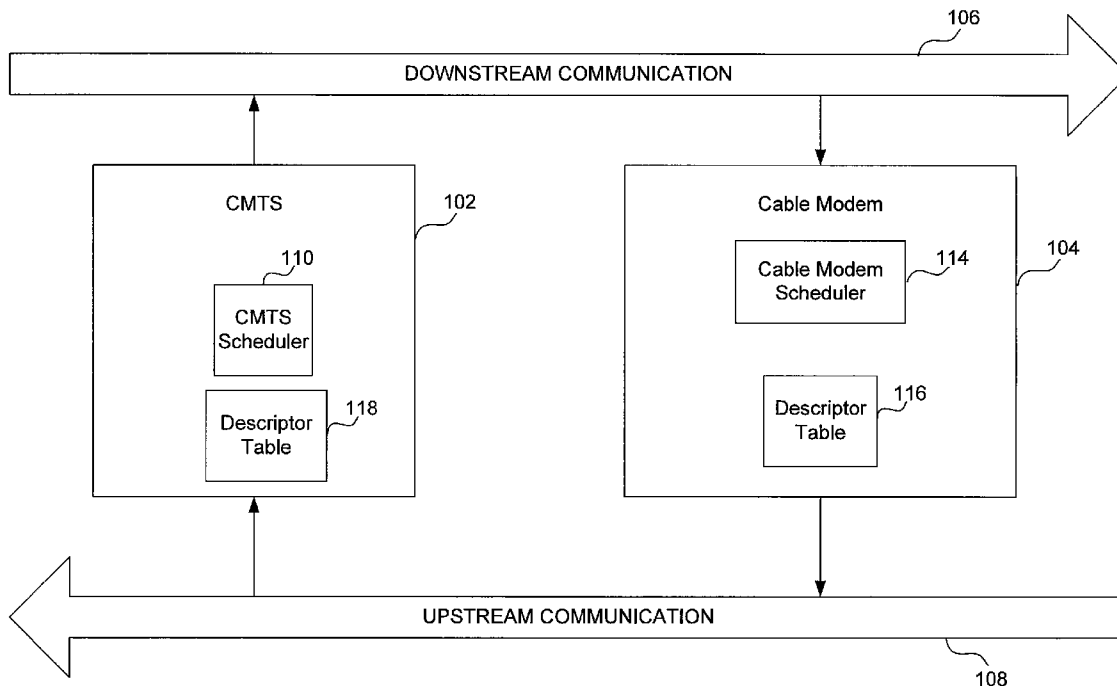 106
DOWNSTREAM COMMUNICATION
CMTS
102
110
CMTS
Scheduler
Descriptor
Table
118
Cable Modem
104
Cable Modem
Scheduler
114
Descriptor
Table
116
UPSTREAM COMMUNICATION
108